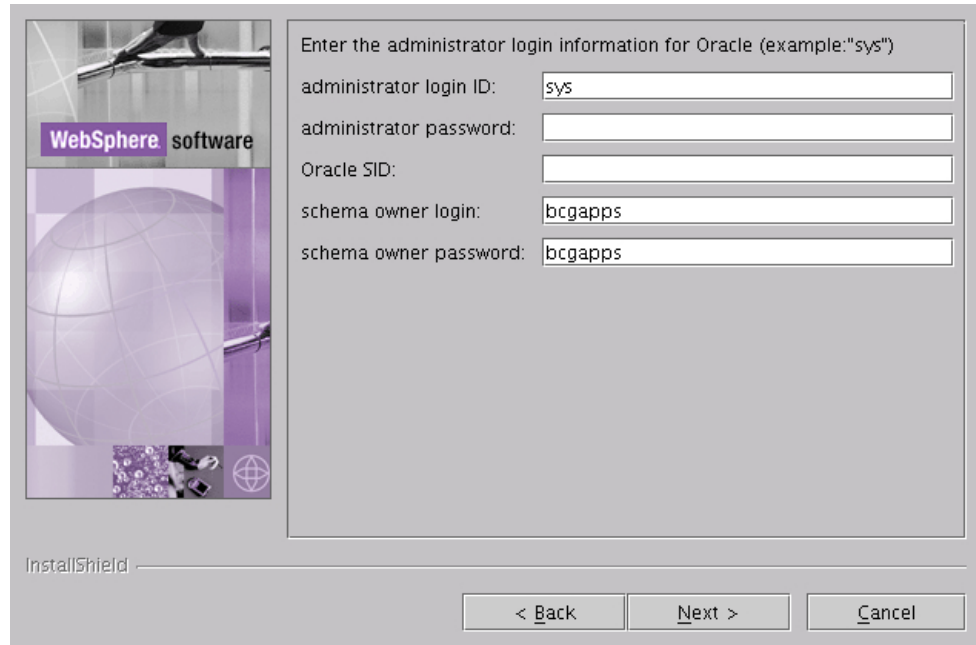 WebSphere. software
Enter the administrator login information for Oracle (example:"sys")
administrator login ID: sys
administrator password:
Oracle SID:
schema owner login: bcgapps
schema owner password: bcgapps
InstallShield
< Back Next > Cancel